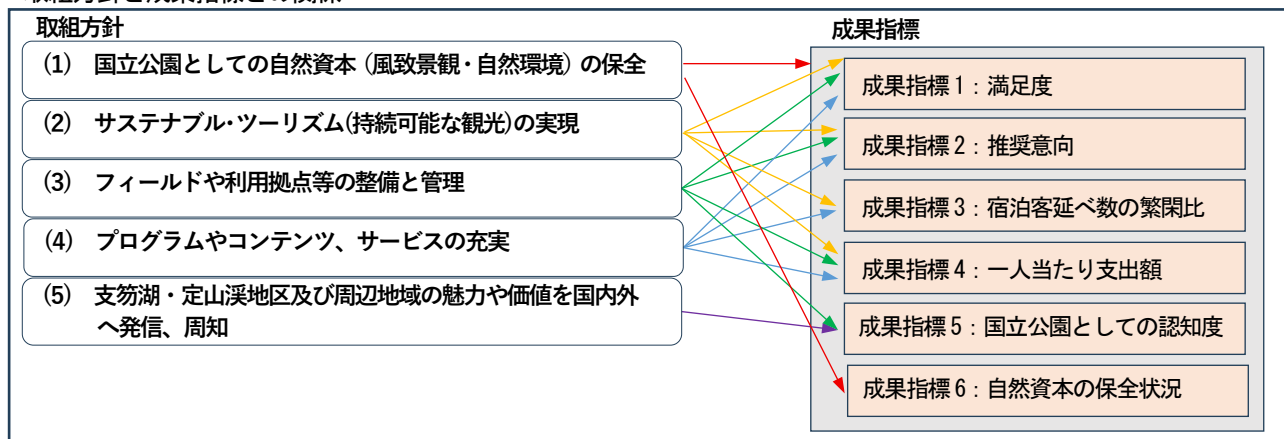 取組方針
(1) 国立公園としての自然資本（風致景観・自然環境）の保全
(2) サステナブル・ツーリズム(持続可能な観光)の実現
(3) フィールドや利用拠点等の整備と管理
(4) プログラムやコンテンツ、サービスの充実
(5) 支笏湖・定山渓地区及び周辺地域の魅力や価値を国内外
へ発信、周知
成果指標
成果指標1：満足度
成果指標2：推奨意向
成果指標3：宿泊客延べ数の繁閑比
成果指標4：一人当たり支出額
成果指標5：国立公園としての認知度
成果指標6：自然資本の保全状況